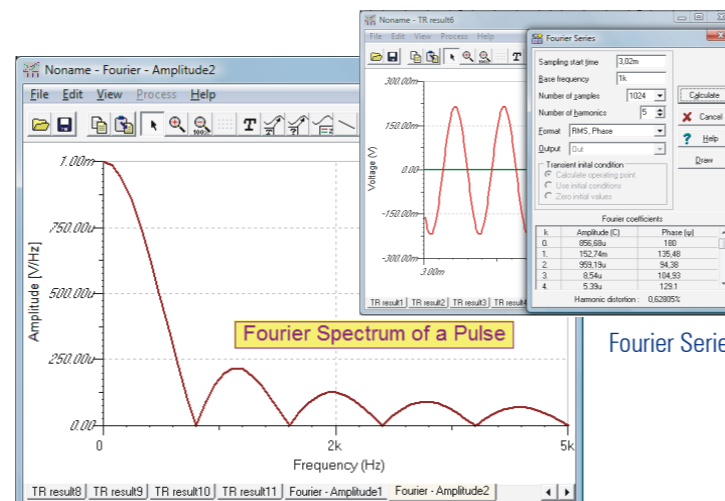 Noname - TR result6
File Edit View Process Help
T
300.00m
150.00m
0.00
-150.00m
-300.00m
Voltage (V)
3.00m
TR result1 TR result2 TR result3 TR result4
Fourier Series
Sampling start time 3,02m
Base frequency 1k
Number of samples 1024
Number of harmonics 5
Format RMS, Phase
Output Out
Transient inital condition
Calculate operating point
Use initial conditions
Zero initial values
Calculate
Cancel
? Help
Draw
Fourier coefficients
k Amplitude (C) Phase (φ)
0. 856,68u 180
1. 152,74m 135,48
2. 959,19u 94,38
3. 8,54u 104,93
4. 5,39u 129,1
Harmonic distortion : 0,62805%
Fourier Serie
Noname - Fourier - Amplitude2
File Edit View Process Help
100%
T
1.00m
750.00u
500.00u
250.00u
0.00
Amplitude [V/Hz]
Fourier Spectrum of a Pulse
0 2k 5k
Frequency (Hz)
TR result8 TR result9 TR result10 TR result11 Fourier - Amplitude1 Fourier - Amplitude2